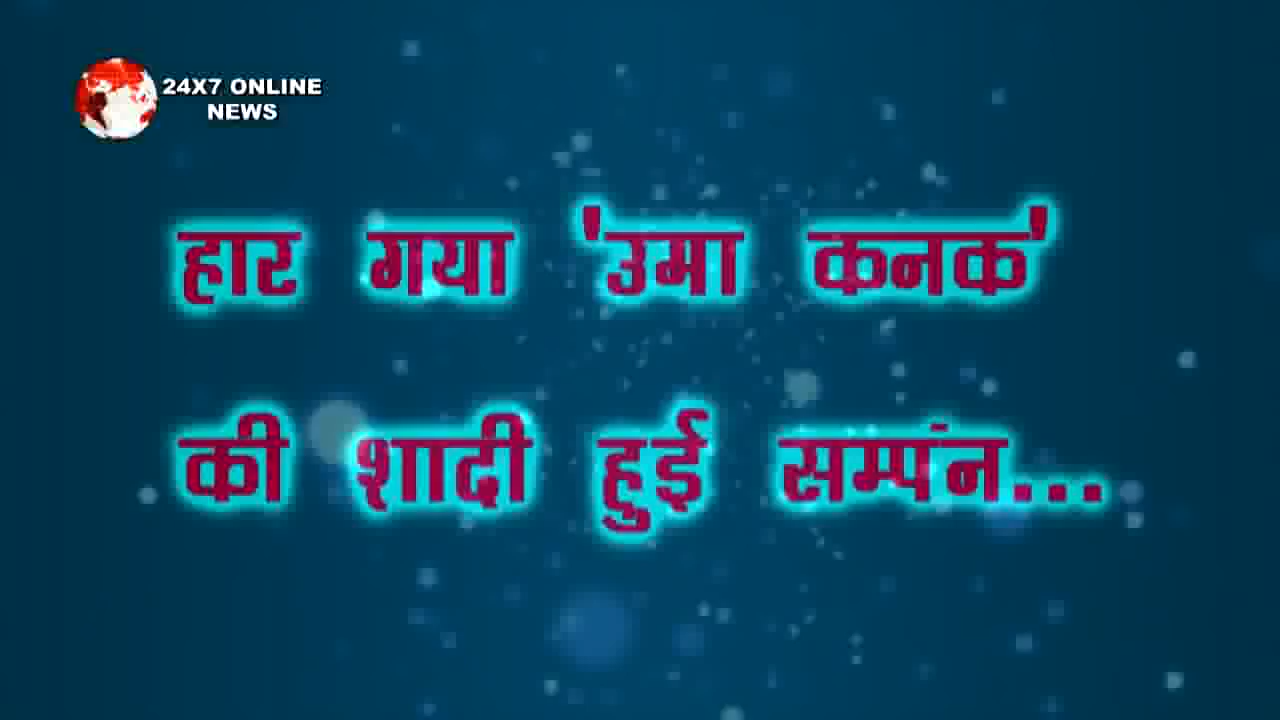 24X7 ONLINE
NEWS
हार गया 'उमा कनक'
की शादी हुई सम्पंन...